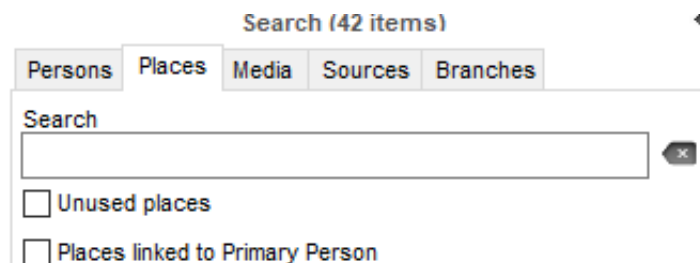 Search (42 items)
Persons Places Media Sources Branches
Search
Unused places
Places linked to Primary Person